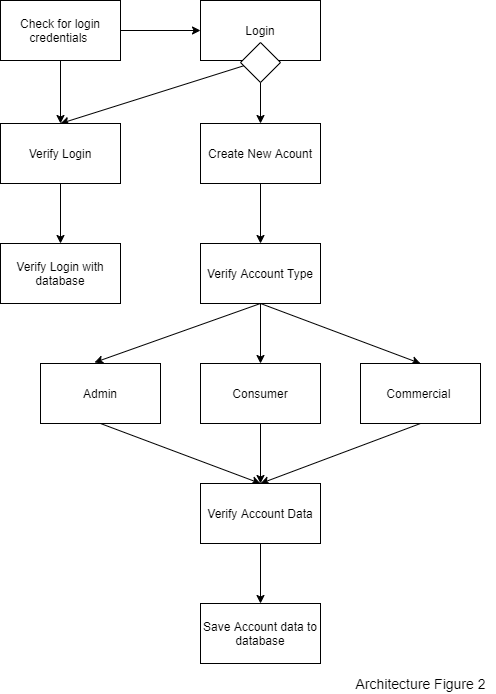 Check for login
credentials
Login
Verify Login
Create New Acount
Verify Login with
database
Verify Account Type
Admin
Consumer
Commercial
Verify Account Data
Save Account data to
database
Architecture Figure 2